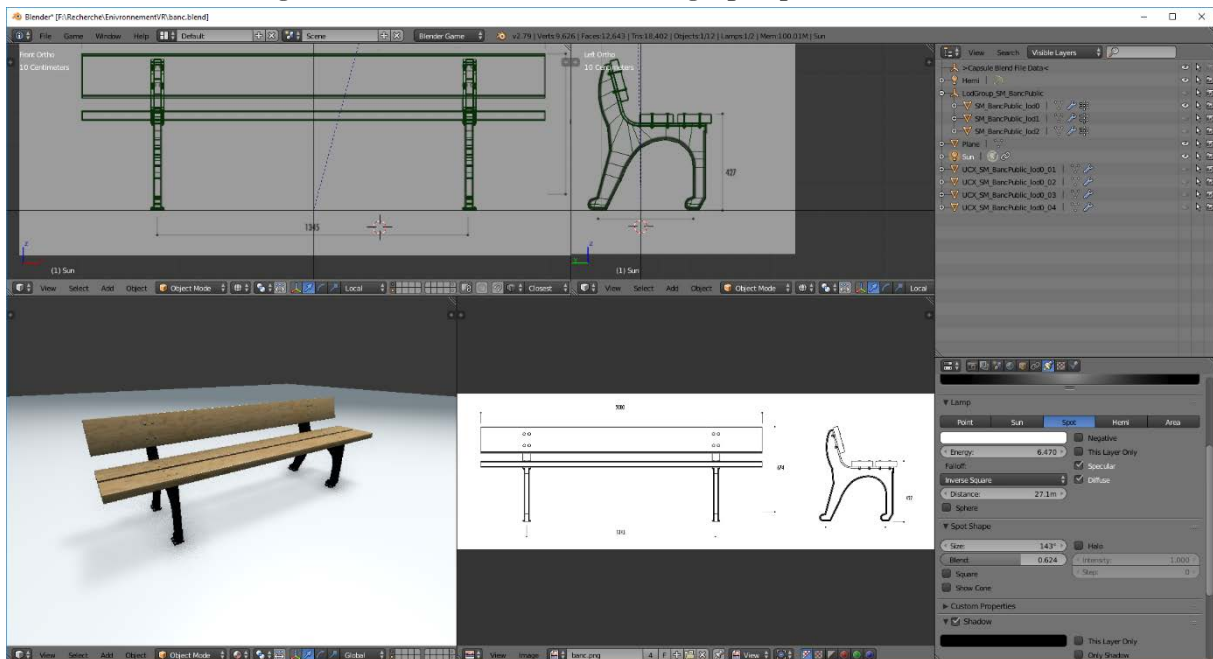 Blender* [F:\Recherche\EnivronnementVR\banc.blend]
File Game Window Help Default Scene Blender Game v2.79 | Verts:9,626 | Faces:12,643 | Tris:18,402 | Objects:1/12 | Lamps:1/2 | Mem:100.01M | Sun
Front Ortho
10 Centimeters
1345
(1) Sun
View Select Add Object Object Mode Local Closest
Left Ortho
10 Centimeters
427
(1) Sun
View Select Add Object Object Mode Local
View Search Visible Layers
>Capsule Blend File Data<
Hemi
LodGroup_SM_BancPublic
SM_BancPublic_lod0
SM_BancPublic_lod1
SM_BancPublic_lod2
Plane
Sun
UCX_SM_BancPublic_lod0_01
UCX_SM_BancPublic_lod0_02
UCX_SM_BancPublic_lod0_03
UCX_SM_BancPublic_lod0_04
Lamp
Point Sun Spot Hemi Area
Negative
Energy: 6.470 This Layer Only
Falloff: Specular
Inverse Square Diffuse
Distance: 27.1m
Sphere
Spot Shape
Size: 143° Halo
Blend: 0.624 Intensity: 1.000
Square Step: 0
Show Cone
Custom Properties
Shadow
This Layer Only
Only Shadow
View Select Add Object Object Mode Global
View Image banc.png 4 F View